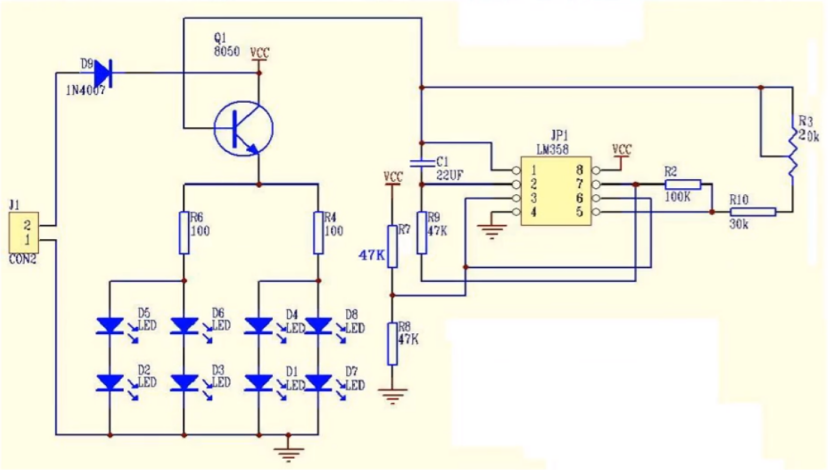 Q1
8050
VCC
D9
1N4007
R3
20k
JP1
LM358
VCC
C1
22UF
1 8
2 7
3 6
4 5
R2
100K
R10
30k
VCC
R9
47K
R7
47K
J1
2
1
CON2
R6
100
R4
100
D5
LED
D6
LED
D4
LED
D8
LED
R8
47K
D2
LED
D3
LED
D1
LED
D7
LED